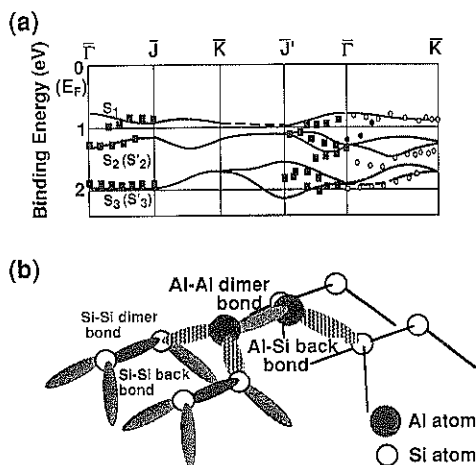 (a)
Γ̅ J̅ K̅ J̅' Γ̅ K̅
Binding Energy (eV)
0
(E_F)
1
2
S₁
S₂ (S'₂)
S₃ (S'₃)
(b)
Al-Al dimer
bond
Si-Si dimer
bond
Al-Si back
bond
Si-Si back
bond
Al atom
Si atom